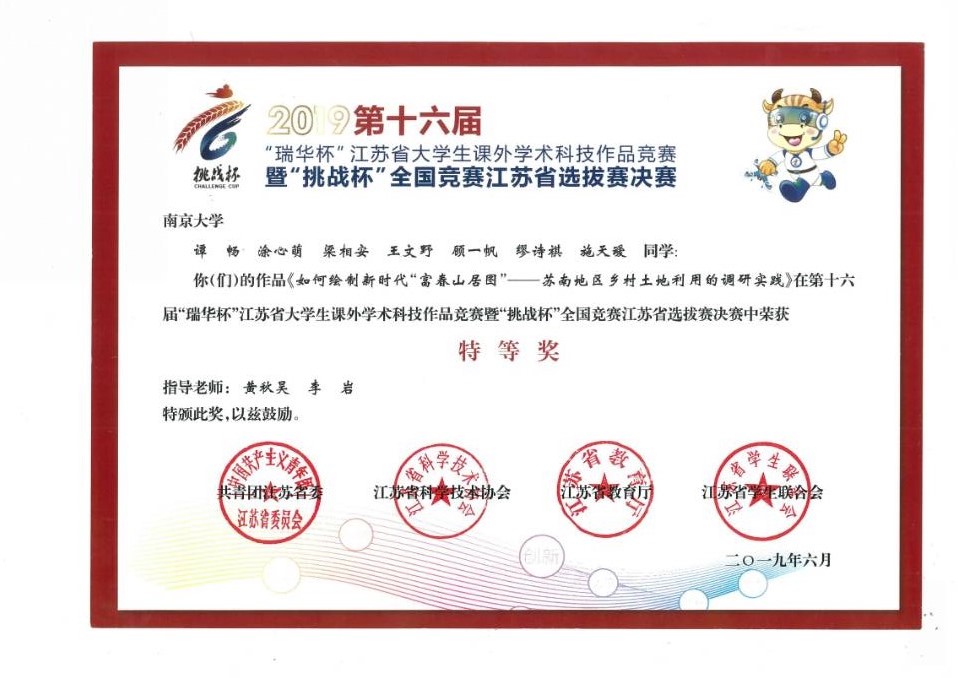 2019第十六届
“瑞华杯”江苏省大学生课外学术科技作品竞赛
暨“挑战杯”全国竞赛江苏省选拔赛决赛
挑战杯
CHALLENGE CUP
南京大学
谭畅 涂心萌 梁相安 王文野 顾一帆 缪诗祺 施天瑷 同学:
你(们)的作品《如何绘制新时代“富春山居图”——苏南地区乡村土地利用的调研实践》在第十六
届“瑞华杯”江苏省大学生课外学术科技作品竞赛暨“挑战杯”全国竞赛江苏省选拔赛决赛中荣获
特等奖
指导老师: 黄秋昊 李岩
特颁此奖,以兹鼓励。
中国共产主义青年团
江苏省委员会
共青团江苏省委
江苏省科学技术协会
江苏省科学技术协会
江苏省教育厅
江苏省教育厅
江苏省学生联合会
江苏省学生联合会
创新
二〇一九年六月